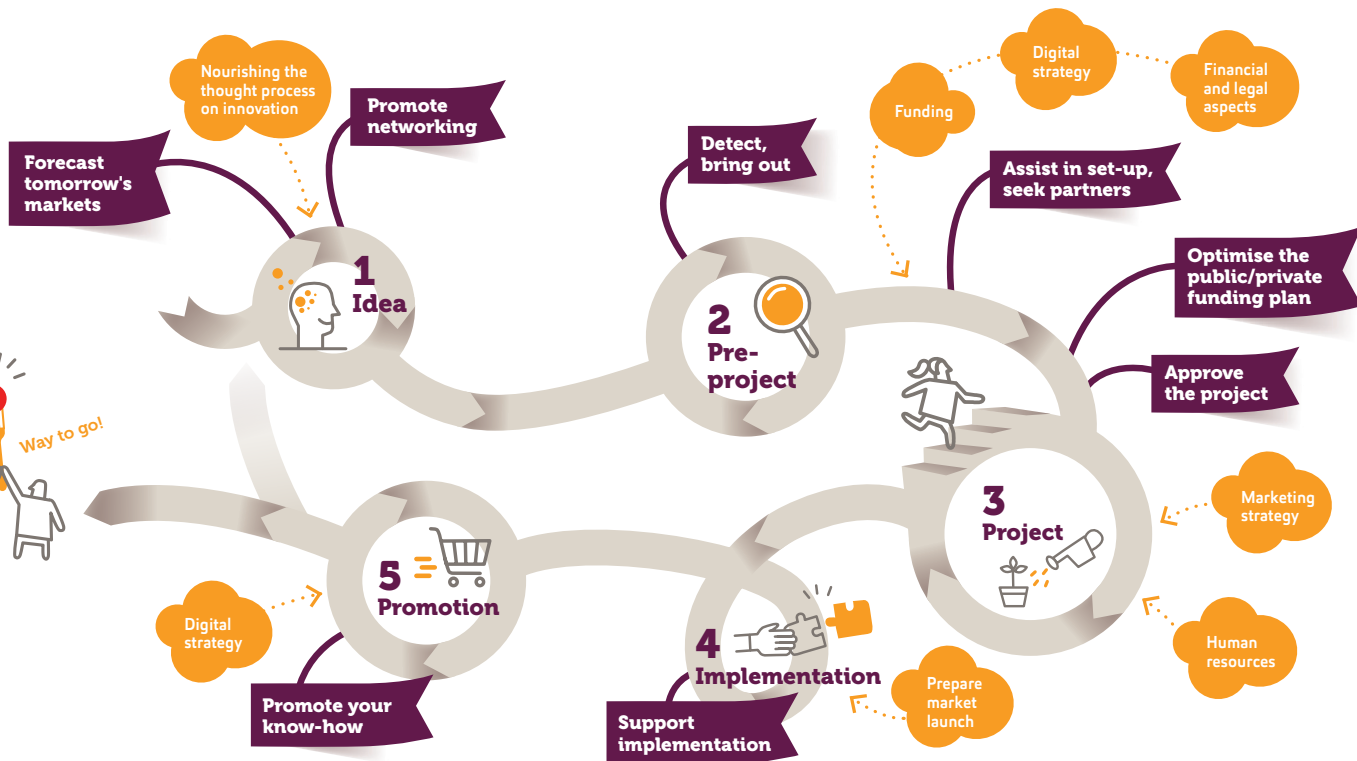 Nourishing the
thought process
on innovation
Promote
networking
Forecast
tomorrow's
markets
1
Idea
Detect,
bring out
2
Pre-
project
Funding
Digital
strategy
Financial
and legal
aspects
Assist in set-up,
seek partners
Optimise the
public/private
funding plan
Approve
the project
3
Project
Marketing
strategy
Human
resources
4
Implementation
Prepare
market
launch
Support
implementation
5
Promotion
Digital
strategy
Promote your
know-how
Way to go!